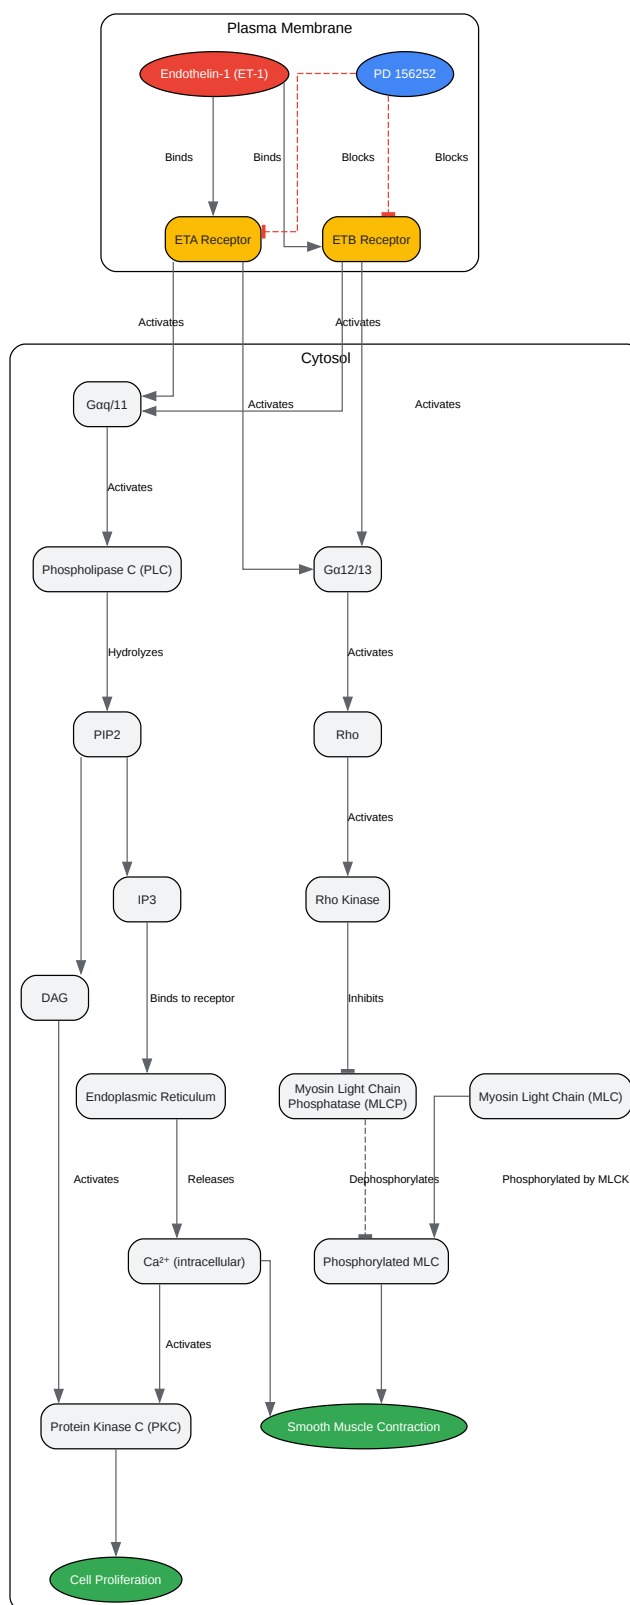 Plasma Membrane
Endothelin-1 (ET-1)
PD 156252
Binds
Binds
Blocks
Blocks
ETA Receptor
ETB Receptor
Activates
Activates
Cytosol
Gαq/11
Activates
Activates
Activates
Phospholipase C (PLC)
Gα12/13
Hydrolyzes
Activates
PIP2
Rho
Activates
IP3
Rho Kinase
DAG
Binds to receptor
Inhibits
Endoplasmic Reticulum
Myosin Light Chain
Phosphatase (MLCP)
Myosin Light Chain (MLC)
Activates
Releases
Dephosphorylates
Phosphorylated by MLCK
Ca²⁺ (intracellular)
Phosphorylated MLC
Activates
Protein Kinase C (PKC)
Smooth Muscle Contraction
Cell Proliferation